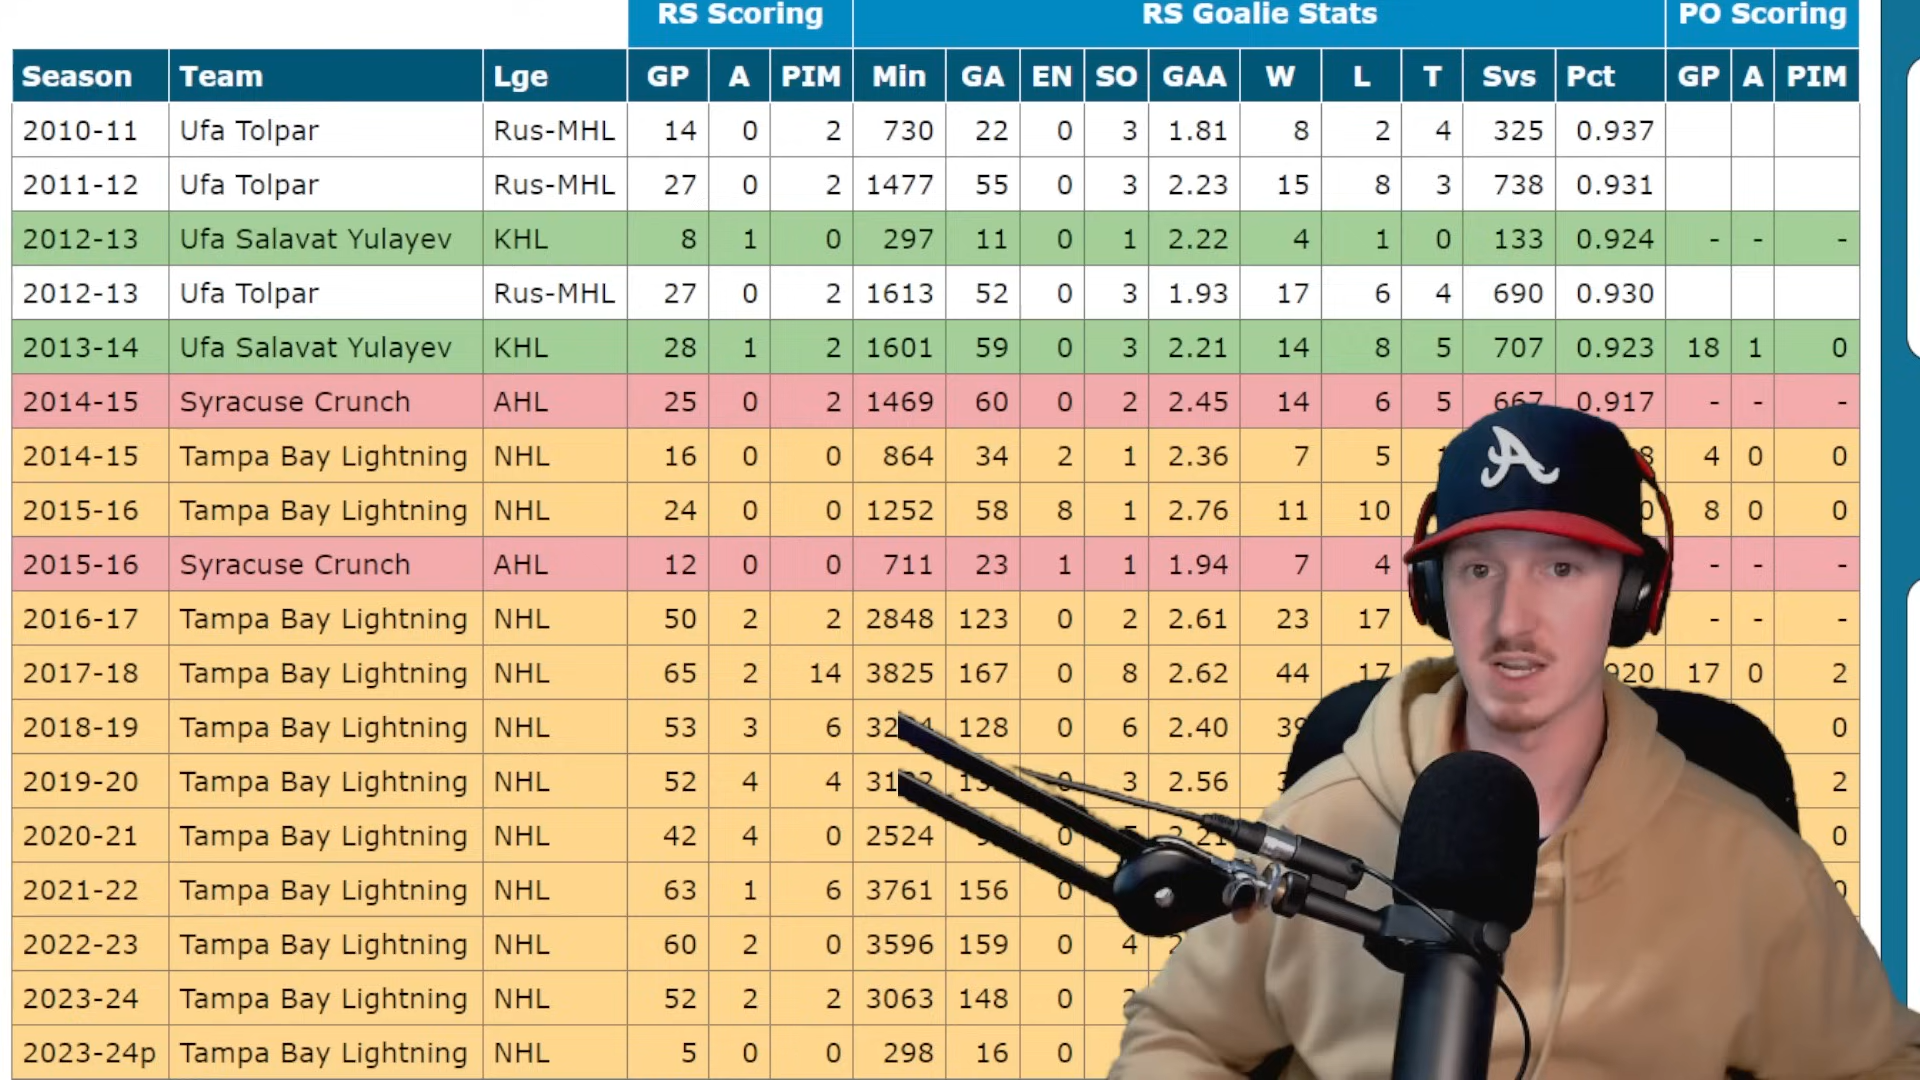 RS Scoring RS Goalie Stats PO Scoring
Season Team Lge GP A PIM Min GA EN SO GAA W L T Svs Pct GP A PIM
2010-11 Ufa Tolpar Rus-MHL 14 0 2 730 22 0 3 1.81 8 2 4 325 0.937
2011-12 Ufa Tolpar Rus-MHL 27 0 2 1477 55 0 3 2.23 15 8 3 738 0.931
2012-13 Ufa Salavat Yulayev KHL 8 1 0 297 11 0 1 2.22 4 1 0 133 0.924 - - -
2012-13 Ufa Tolpar Rus-MHL 27 0 2 1613 52 0 3 1.93 17 6 4 690 0.930
2013-14 Ufa Salavat Yulayev KHL 28 1 2 1601 59 0 3 2.21 14 8 5 707 0.923 18 1 0
2014-15 Syracuse Crunch AHL 25 0 2 1469 60 0 2 2.45 14 6 5 667 0.917 - - -
2014-15 Tampa Bay Lightning NHL 16 0 0 864 34 2 1 2.36 7 5 4 0 0
2015-16 Tampa Bay Lightning NHL 24 0 0 1252 58 8 1 2.76 11 10 8 0 0
2015-16 Syracuse Crunch AHL 12 0 0 711 23 1 1 1.94 7 4 - - -
2016-17 Tampa Bay Lightning NHL 50 2 2 2848 123 0 2 2.61 23 17 - - -
2017-18 Tampa Bay Lightning NHL 65 2 14 3825 167 0 8 2.62 44 17 17 0 2
2018-19 Tampa Bay Lightning NHL 53 3 6 128 0 6 2.40 0
2019-20 Tampa Bay Lightning NHL 52 4 4 0 3 2.56 2
2020-21 Tampa Bay Lightning NHL 42 4 0 2524 0 2.21 0
2021-22 Tampa Bay Lightning NHL 63 1 6 3761 156 0
2022-23 Tampa Bay Lightning NHL 60 2 0 3596 159 0 4
2023-24 Tampa Bay Lightning NHL 52 2 2 3063 148 0
2023-24p Tampa Bay Lightning NHL 5 0 0 298 16 0
A